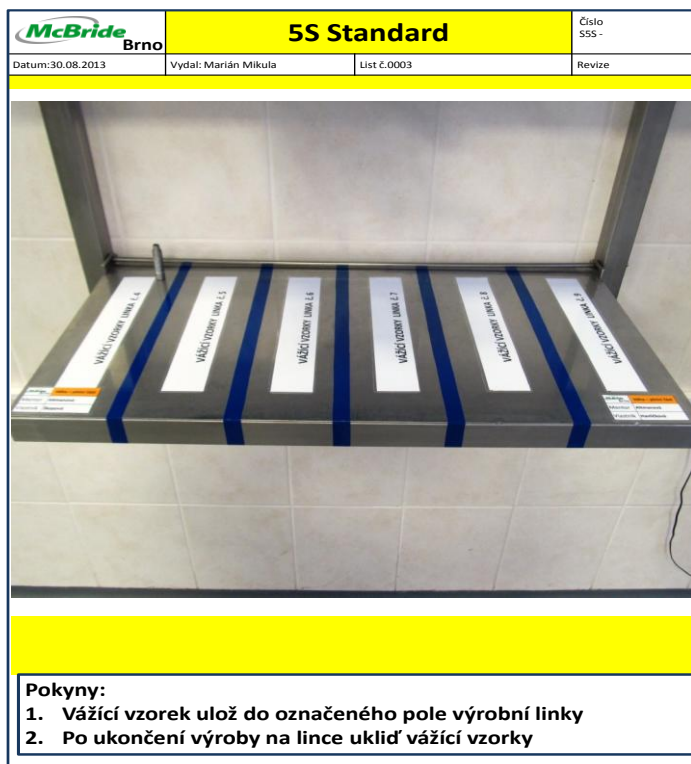 McBride
Brno
5S Standard
Číslo
S5S -
Datum:30.08.2013
Vydal: Marián Mikula
List č.0003
Revize
VÁŽÍCÍ VZORKY LINKA č.4
VÁŽÍCÍ VZORKY LINKA č.5
VÁŽÍCÍ VZORKY LINKA č.6
VÁŽÍCÍ VZORKY LINKA č.7
VÁŽÍCÍ VZORKY LINKA č.8
VÁŽÍCÍ VZORKY LINKA č.9
Pokyny:
1. Vážící vzorek ulož do označeného pole výrobní linky
2. Po ukončení výroby na lince ukliď vážící vzorky